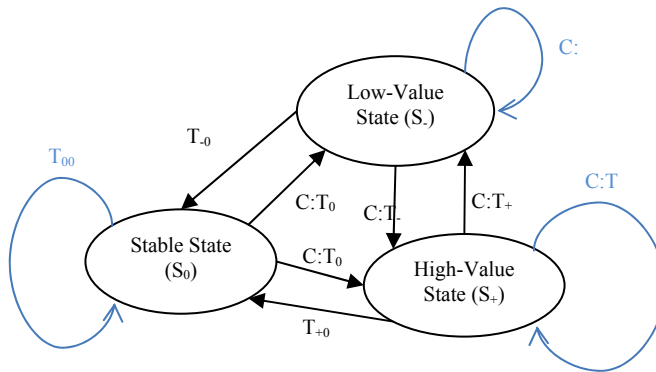 C:
Low-Value
State (S-)
T-0
T00
C:T0
C:T-
C:T+
C:T
Stable State
(S0)
C:T0
High-Value
State (S+)
T+0